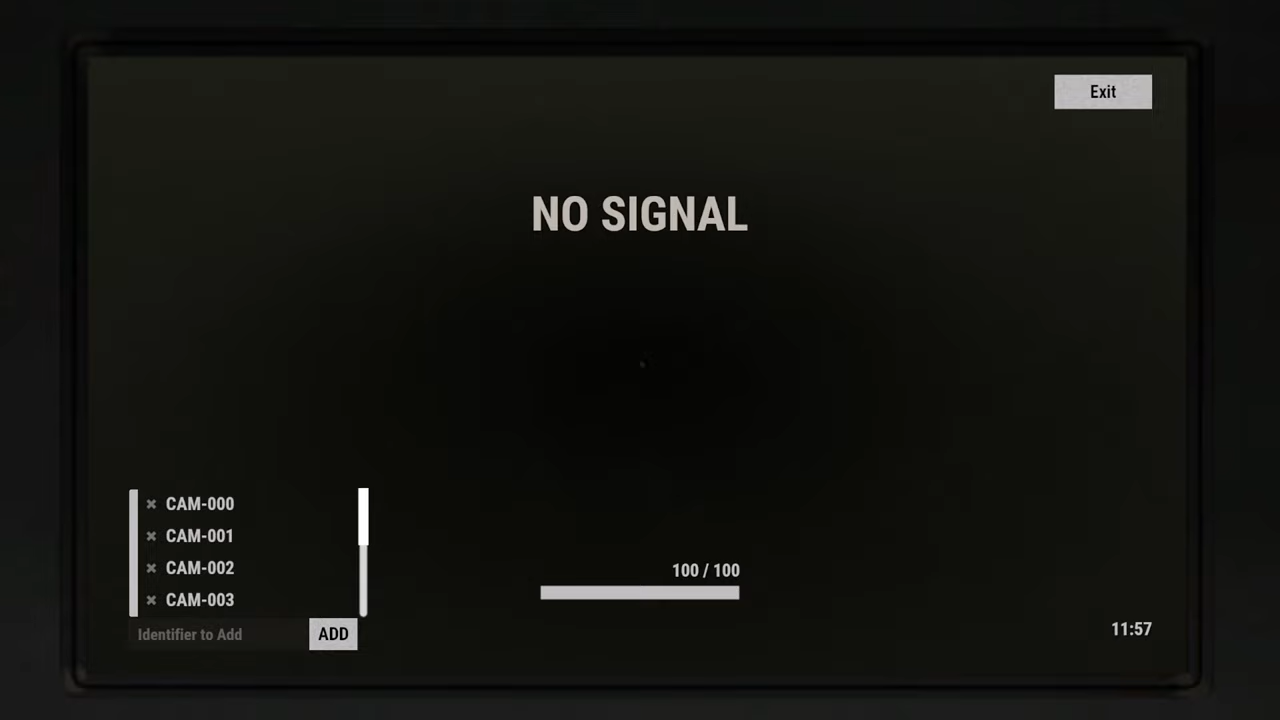 Exit
NO SIGNAL
CAM-000
CAM-001
CAM-002
CAM-003
100 / 100
Identifier to Add
ADD
11:57